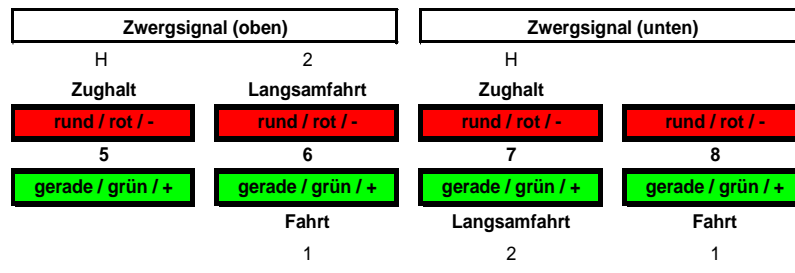 Zwergsignal (oben) Zwergsignal (unten)
H 2 H
Zughalt Langsamfahrt Zughalt
rund / rot / - rund / rot / - rund / rot / - rund / rot / -
5 6 7 8
gerade / grün / + gerade / grün / + gerade / grün / + gerade / grün / +
Fahrt Langsamfahrt Fahrt
1 2 1